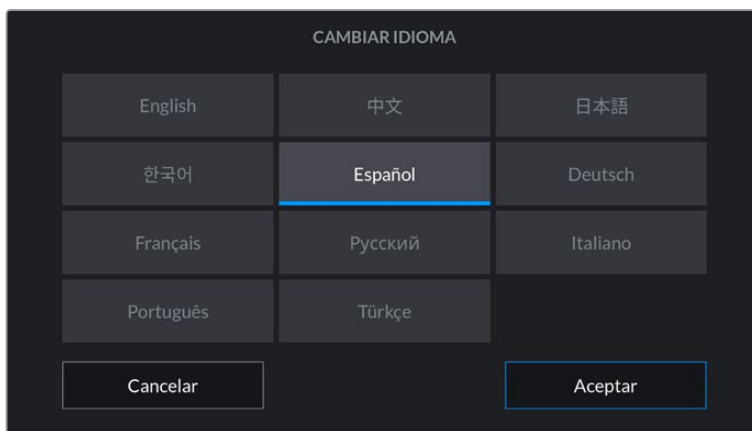 CAMBIAR IDIOMA
English
中文
日本語
한국어
Español
Deutsch
Français
Русский
Italiano
Português
Türkçe
Cancelar
Aceptar